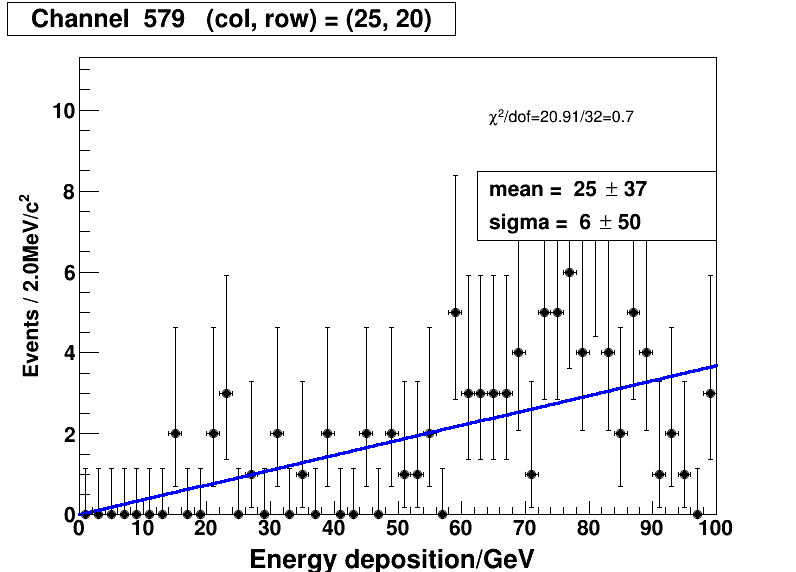 Channel 579 (col, row) = (25, 20)
χ²/dof=20.91/32=0.7
mean = 25 ± 37
sigma = 6 ± 50
Events / 2.0MeV/c²
10
8
6
4
2
0
0 10 20 30 40 50 60 70 80 90 100
Energy deposition/GeV